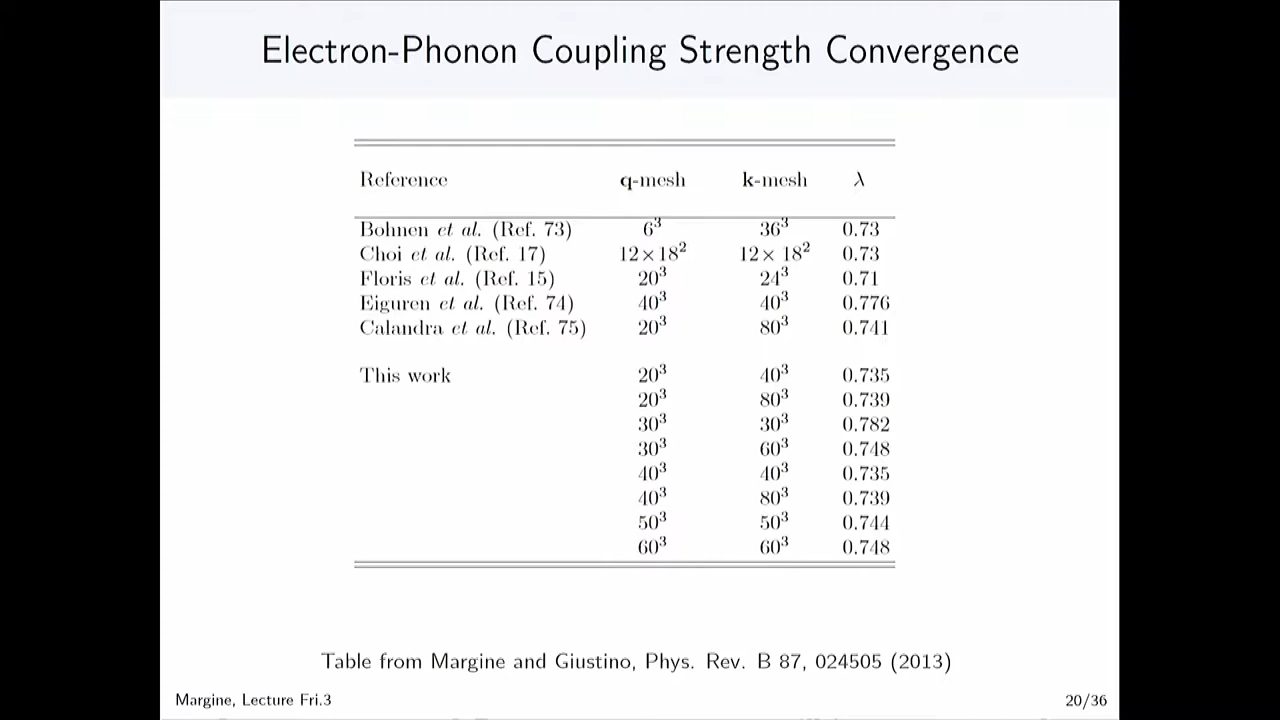 Electron-Phonon Coupling Strength Convergence
Reference q-mesh k-mesh λ
Bohnen et al. (Ref. 73) 6³ 36³ 0.73
Choi et al. (Ref. 17) 12×18² 12× 18² 0.73
Floris et al. (Ref. 15) 20³ 24³ 0.71
Eiguren et al. (Ref. 74) 40³ 40³ 0.776
Calandra et al. (Ref. 75) 20³ 80³ 0.741
This work 20³ 40³ 0.735
20³ 80³ 0.739
30³ 30³ 0.782
30³ 60³ 0.748
40³ 40³ 0.735
40³ 80³ 0.739
50³ 50³ 0.744
60³ 60³ 0.748
Table from Margine and Giustino, Phys. Rev. B 87, 024505 (2013)
Margine, Lecture Fri.3 20/36